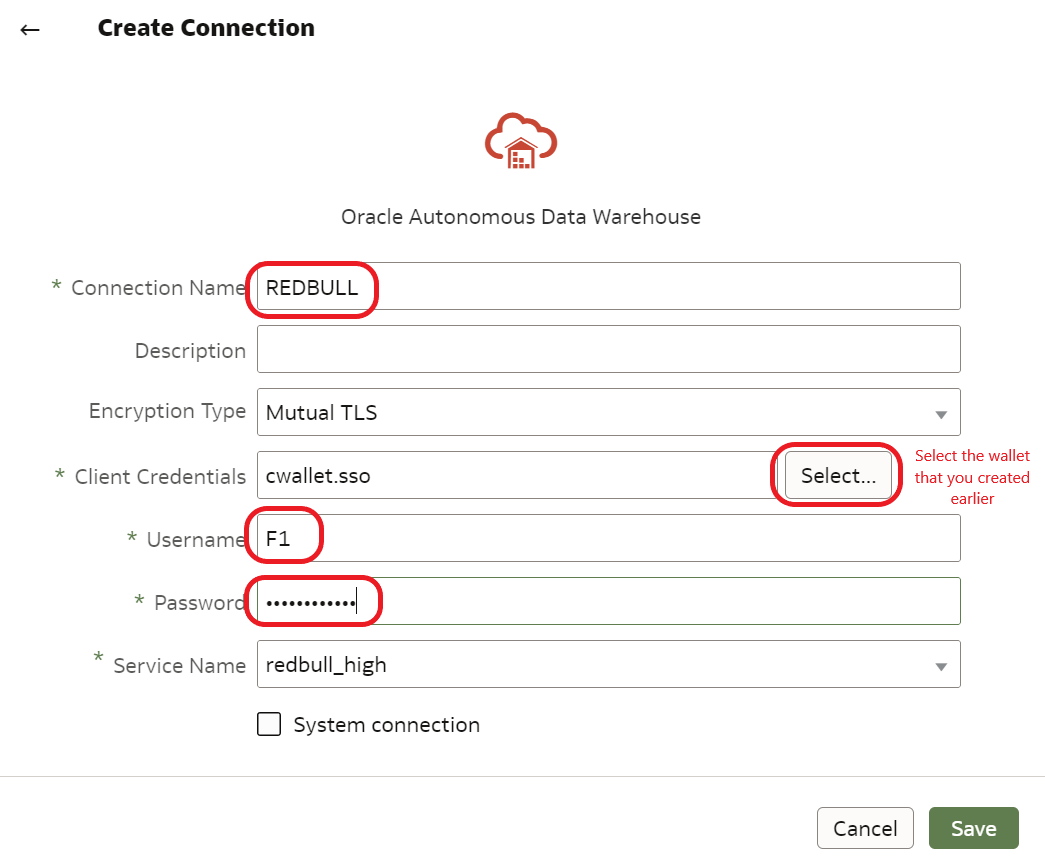 ← Create Connection
Oracle Autonomous Data Warehouse
* Connection Name REDBULL
Description
Encryption Type Mutual TLS
* Client Credentials cwallet.sso Select...
Select the wallet
that you created
earlier
* Username F1
* Password ••••••••••••
* Service Name redbull_high
System connection
Cancel Save